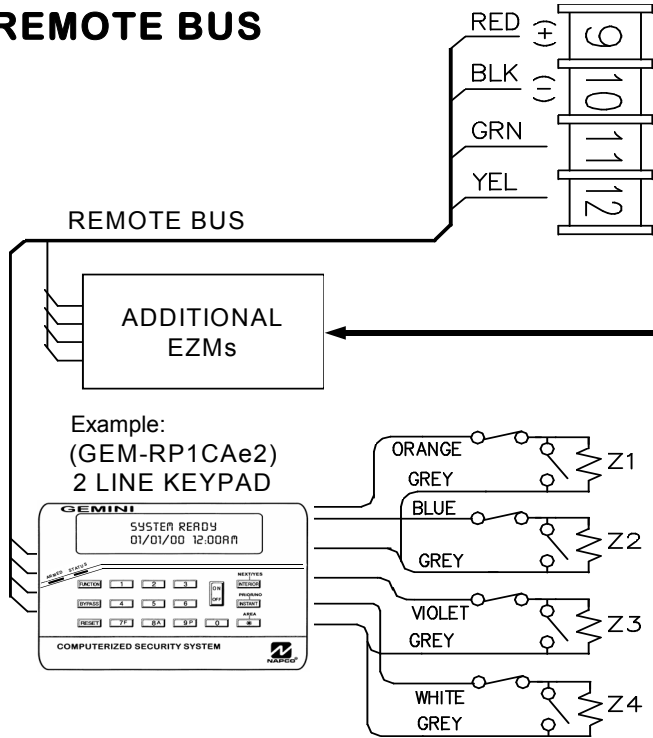 REMOTE BUS
RED (+) 9
BLK (-) 10
GRN 11
YEL 12
REMOTE BUS
ADDITIONAL
EZMs
Example:
(GEM-RP1CAe2)
2 LINE KEYPAD
GEMINI
SYSTEM READY
01/01/00 12:00AM
ARMED STATUS
FUNCTION 1 2 3 ON OFF NEXT/YES INTERIOR
BYPASS 4 5 6 PRIOR/NO INSTANT
RESET 7F 8A 9P 0 AREA
COMPUTERIZED SECURITY SYSTEM
NAPCO
ORANGE
GREY
Z1
BLUE
GREY
Z2
VIOLET
GREY
Z3
WHITE
GREY
Z4